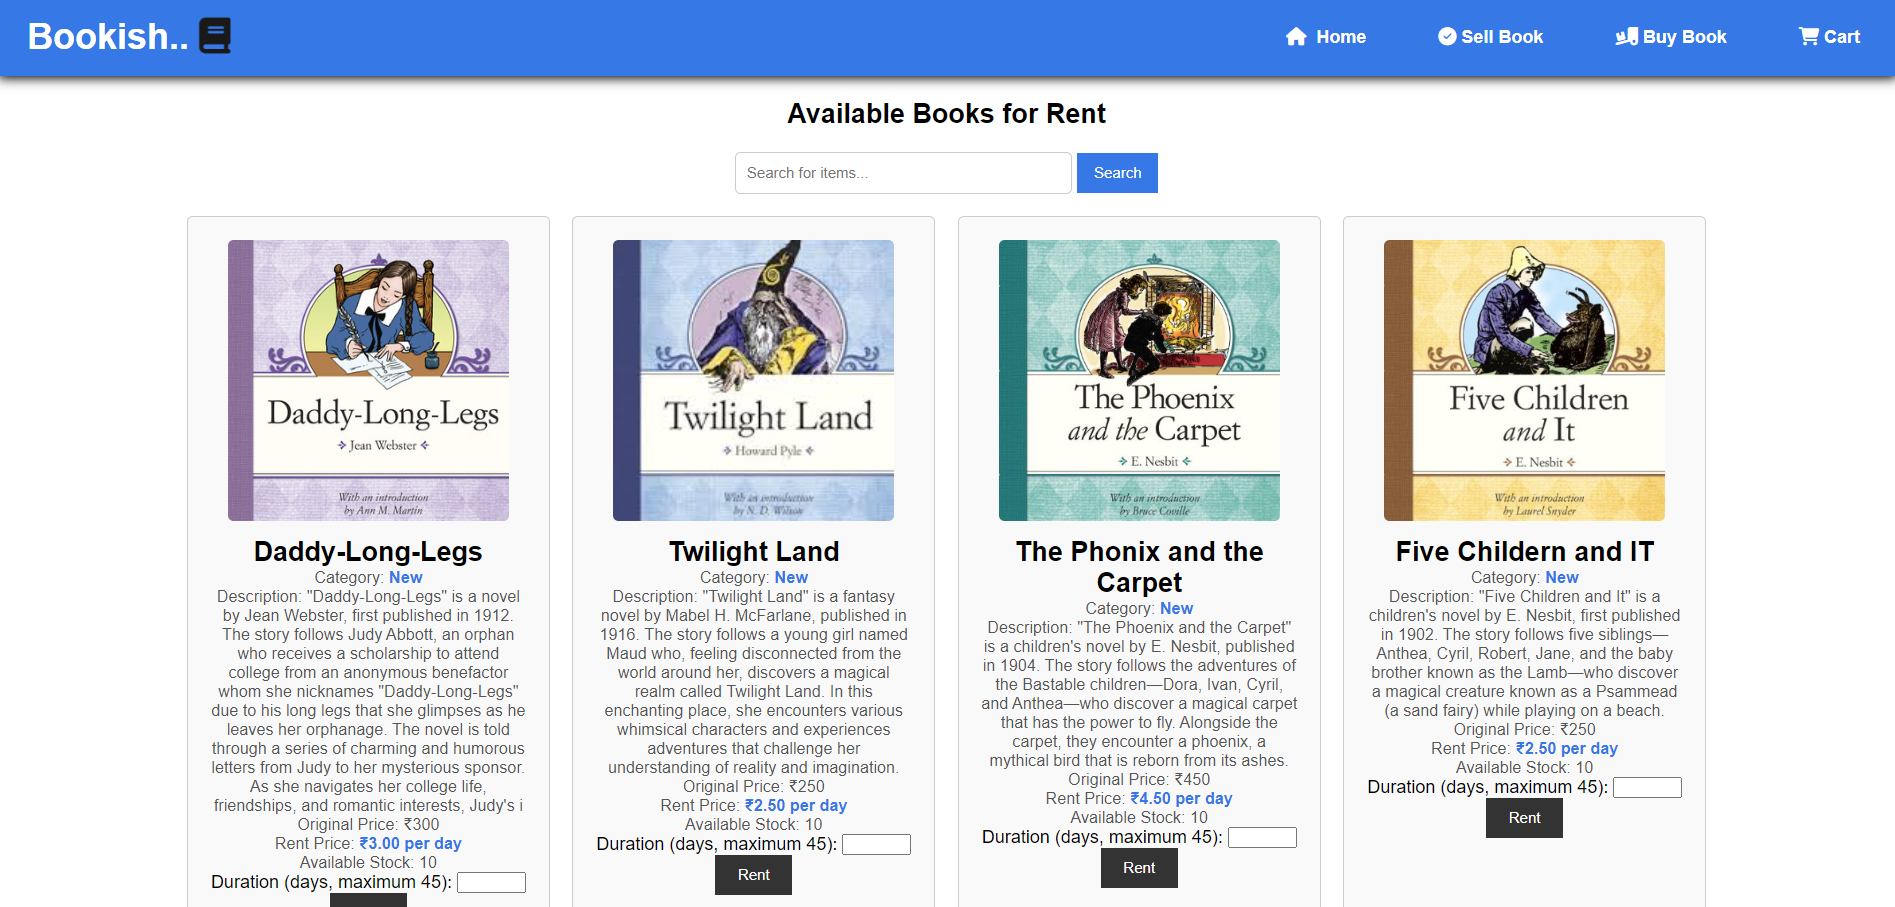 Bookish..
Home
Sell Book
Buy Book
Cart
Available Books for Rent
Search for items...
Search
Daddy-Long-Legs
Jean Webster
With an introduction
by Ann M. Martin
Daddy-Long-Legs
Category: New
Description: "Daddy-Long-Legs" is a novel
by Jean Webster, first published in 1912.
The story follows Judy Abbott, an orphan
who receives a scholarship to attend
college from an anonymous benefactor
whom she nicknames "Daddy-Long-Legs"
due to his long legs that she glimpses as he
leaves her orphanage. The novel is told
through a series of charming and humorous
letters from Judy to her mysterious sponsor.
As she navigates her college life,
friendships, and romantic interests, Judy's i
Original Price: ₹300
Rent Price: ₹3.00 per day
Available Stock: 10
Duration (days, maximum 45):
Twilight Land
Howard Pyle
With an introduction
by N. D. Wilson
Twilight Land
Category: New
Description: "Twilight Land" is a fantasy
novel by Mabel H. McFarlane, published in
1916. The story follows a young girl named
Maud who, feeling disconnected from the
world around her, discovers a magical
realm called Twilight Land. In this
enchanting place, she encounters various
whimsical characters and experiences
adventures that challenge her
understanding of reality and imagination.
Original Price: ₹250
Rent Price: ₹2.50 per day
Available Stock: 10
Duration (days, maximum 45):
Rent
The Phoenix
and the Carpet
E. Nesbit
With an introduction
by Bruce Coville
The Phonix and the
Carpet
Category: New
Description: "The Phoenix and the Carpet"
is a children's novel by E. Nesbit, published
in 1904. The story follows the adventures of
the Bastable children—Dora, Ivan, Cyril,
and Anthea—who discover a magical carpet
that has the power to fly. Alongside the
carpet, they encounter a phoenix, a
mythical bird that is reborn from its ashes.
Original Price: ₹450
Rent Price: ₹4.50 per day
Available Stock: 10
Duration (days, maximum 45):
Rent
Five Children
and It
E. Nesbit
With an introduction
by Laurel Snyder
Five Childern and IT
Category: New
Description: "Five Children and It" is a
children's novel by E. Nesbit, first published
in 1902. The story follows five siblings—
Anthea, Cyril, Robert, Jane, and the baby
brother known as the Lamb—who discover
a magical creature known as a Psammead
(a sand fairy) while playing on a beach.
Original Price: ₹250
Rent Price: ₹2.50 per day
Available Stock: 10
Duration (days, maximum 45):
Rent